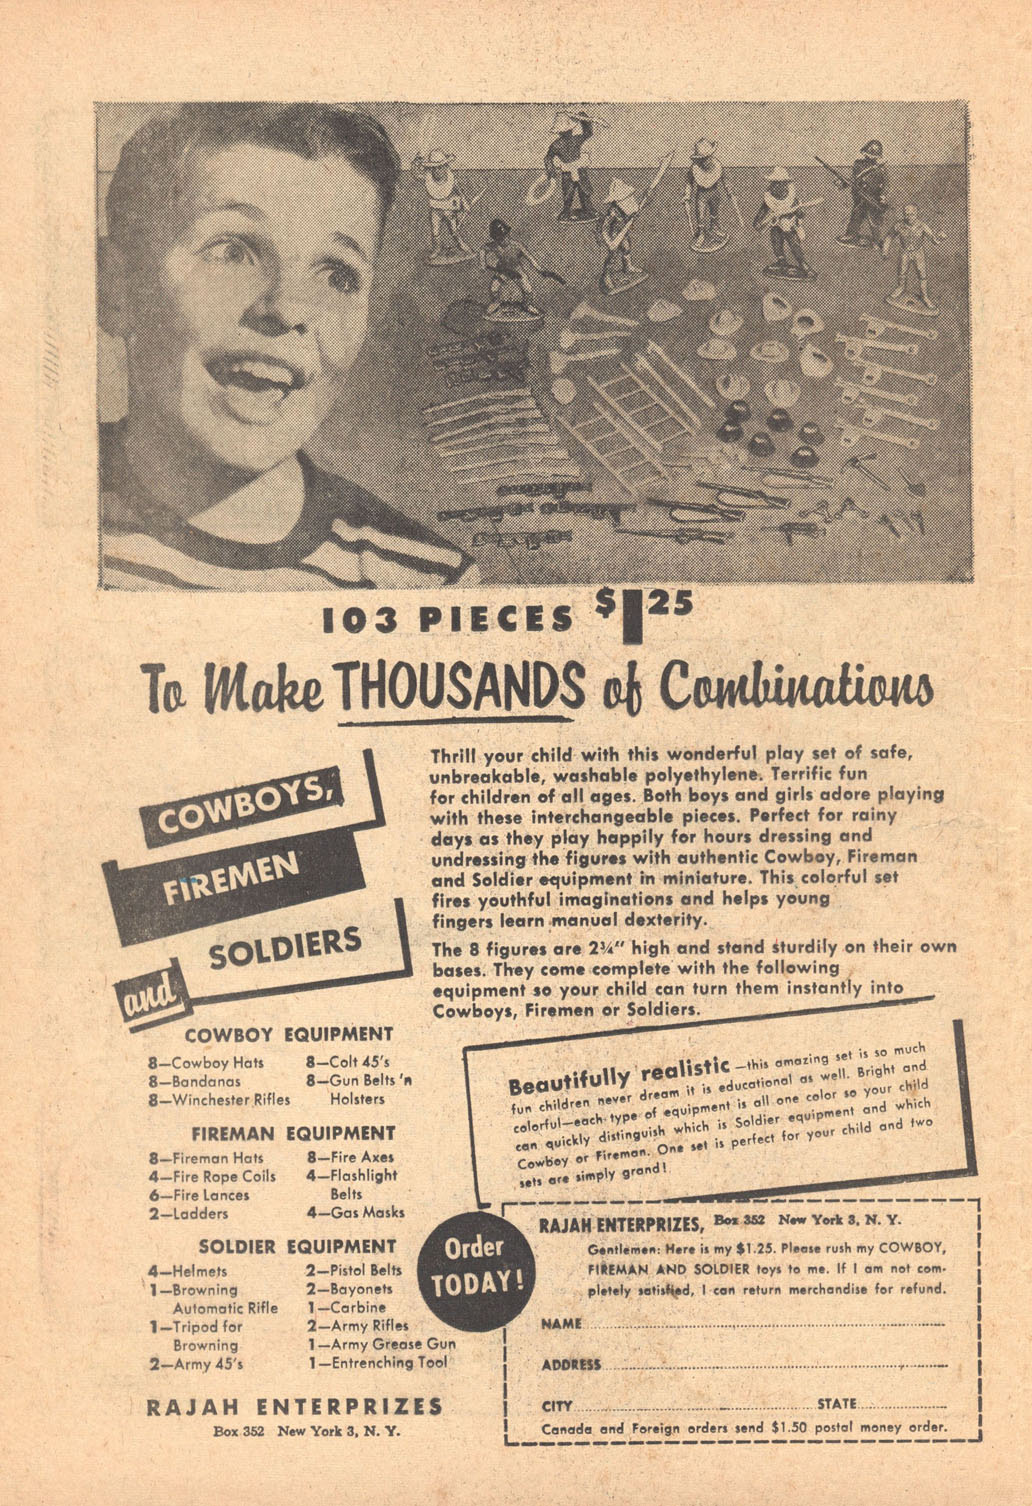 103 PIECES $1.25
To Make THOUSANDS of Combinations
COWBOYS,
FIREMEN
and SOLDIERS
Thrill your child with this wonderful play set of safe,
unbreakable, washable polyethylene. Terrific fun
for children of all ages. Both boys and girls adore playing
with these interchangeable pieces. Perfect for rainy
days as they play happily for hours dressing and
undressing the figures with authentic Cowboy, Fireman
and Soldier equipment in miniature. This colorful set
fires youthful imaginations and helps young
fingers learn manual dexterity.
The 8 figures are 2¾" high and stand sturdily on their own
bases. They come complete with the following
equipment so your child can turn them instantly into
Cowboys, Firemen or Soldiers.
COWBOY EQUIPMENT
8—Cowboy Hats
8—Bandanas
8—Winchester Rifles
8—Colt 45's
8—Gun Belts 'n
Holsters
FIREMAN EQUIPMENT
8—Fireman Hats
4—Fire Rope Coils
6—Fire Lances
2—Ladders
8—Fire Axes
4—Flashlight
Belts
4—Gas Masks
SOLDIER EQUIPMENT
4—Helmets
1—Browning
Automatic Rifle
1—Tripod for
Browning
2—Army 45's
2—Pistol Belts
2—Bayonets
1—Carbine
2—Army Rifles
1—Army Grease Gun
1—Entrenching Tool
RAJAH ENTERPRIZES
Box 352 New York 3, N. Y.
Beautifully realistic—this amazing set is so much
fun children never dream it is educational as well. Bright and
colorful—each type of equipment is all one color so your child
can quickly distinguish which is Soldier equipment and which
Cowboy or Fireman. One set is perfect for your child and two
sets are simply grand!
Order
TODAY!
RAJAH ENTERPRIZES, Box 352 New York 3, N. Y.
Gentlemen: Here is my $1.25. Please rush my COWBOY,
FIREMAN AND SOLDIER toys to me. If I am not com-
pletely satisfied, I can return merchandise for refund.
NAME
ADDRESS
CITY STATE
Canada and Foreign orders send $1.50 postal money order.